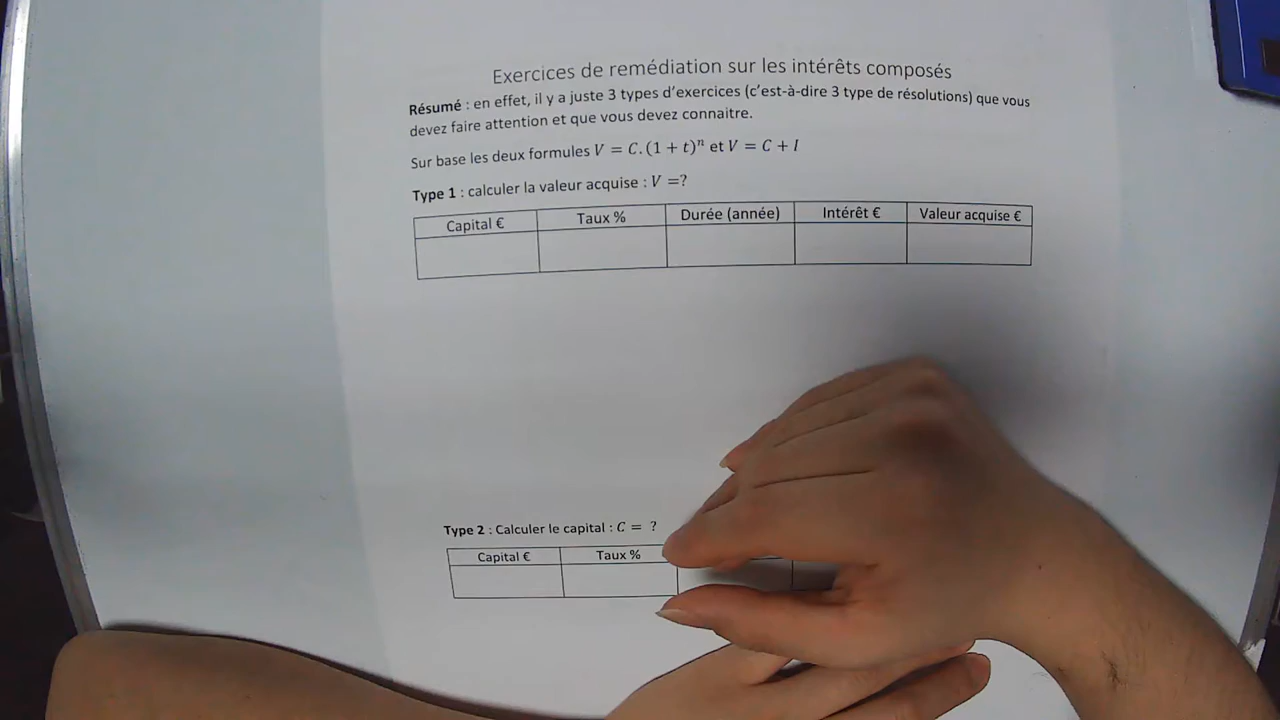 Exercices de remédiation sur les intérêts composés
Résumé : en effet, il y a juste 3 types d'exercices (c'est-à-dire 3 type de résolutions) que vous
devez faire attention et que vous devez connaitre.
Sur base les deux formules V = C.(1 + t)ⁿ et V = C + I
Type 1 : calculer la valeur acquise : V =?
Capital € Taux % Durée (année) Intérêt € Valeur acquise €
Type 2 : Calculer le capital : C = ?
Capital € Taux %